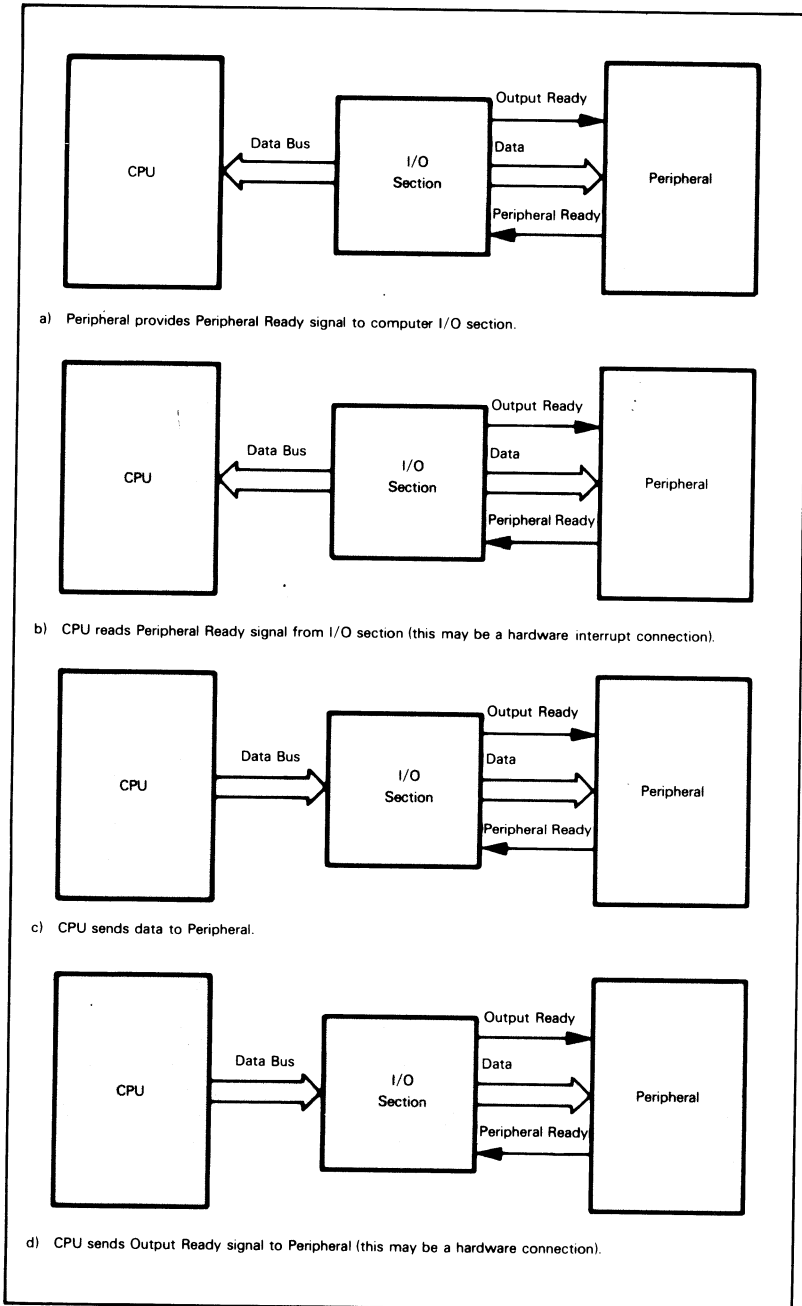 Output Ready
Data Bus
I/O
Section
Data
CPU
Peripheral
Peripheral Ready
a) Peripheral provides Peripheral Ready signal to computer I/O section.
Output Ready
Data Bus
I/O
Section
Data
CPU
Peripheral
Peripheral Ready
b) CPU reads Peripheral Ready signal from I/O section (this may be a hardware interrupt connection).
Output Ready
Data Bus
I/O
Section
Data
CPU
Peripheral
Peripheral Ready
c) CPU sends data to Peripheral.
Output Ready
Data Bus
I/O
Section
Data
CPU
Peripheral
Peripheral Ready
d) CPU sends Output Ready signal to Peripheral (this may be a hardware connection).